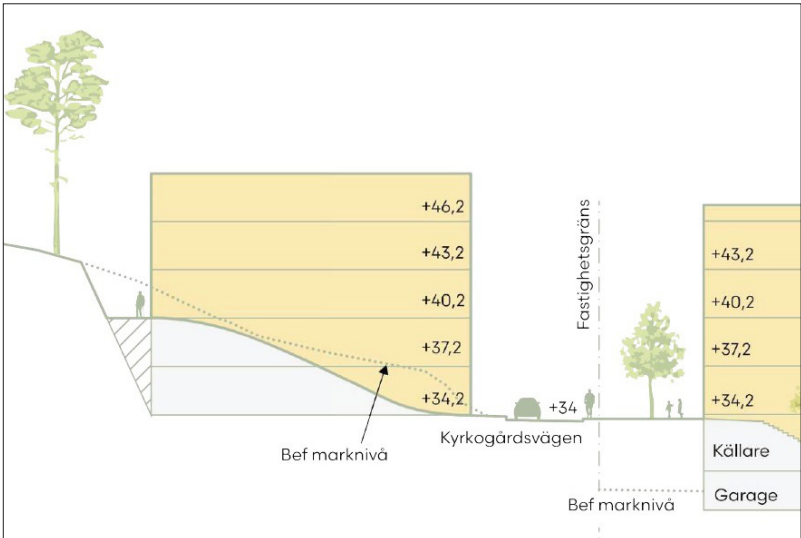 +46,2
+43,2
+40,2
+37,2
+34,2
Bef marknivå
Kyrkogårdsvägen
+34
Fastighetsgräns
Bef marknivå
+43,2
+40,2
+37,2
+34,2
Källare
Garage